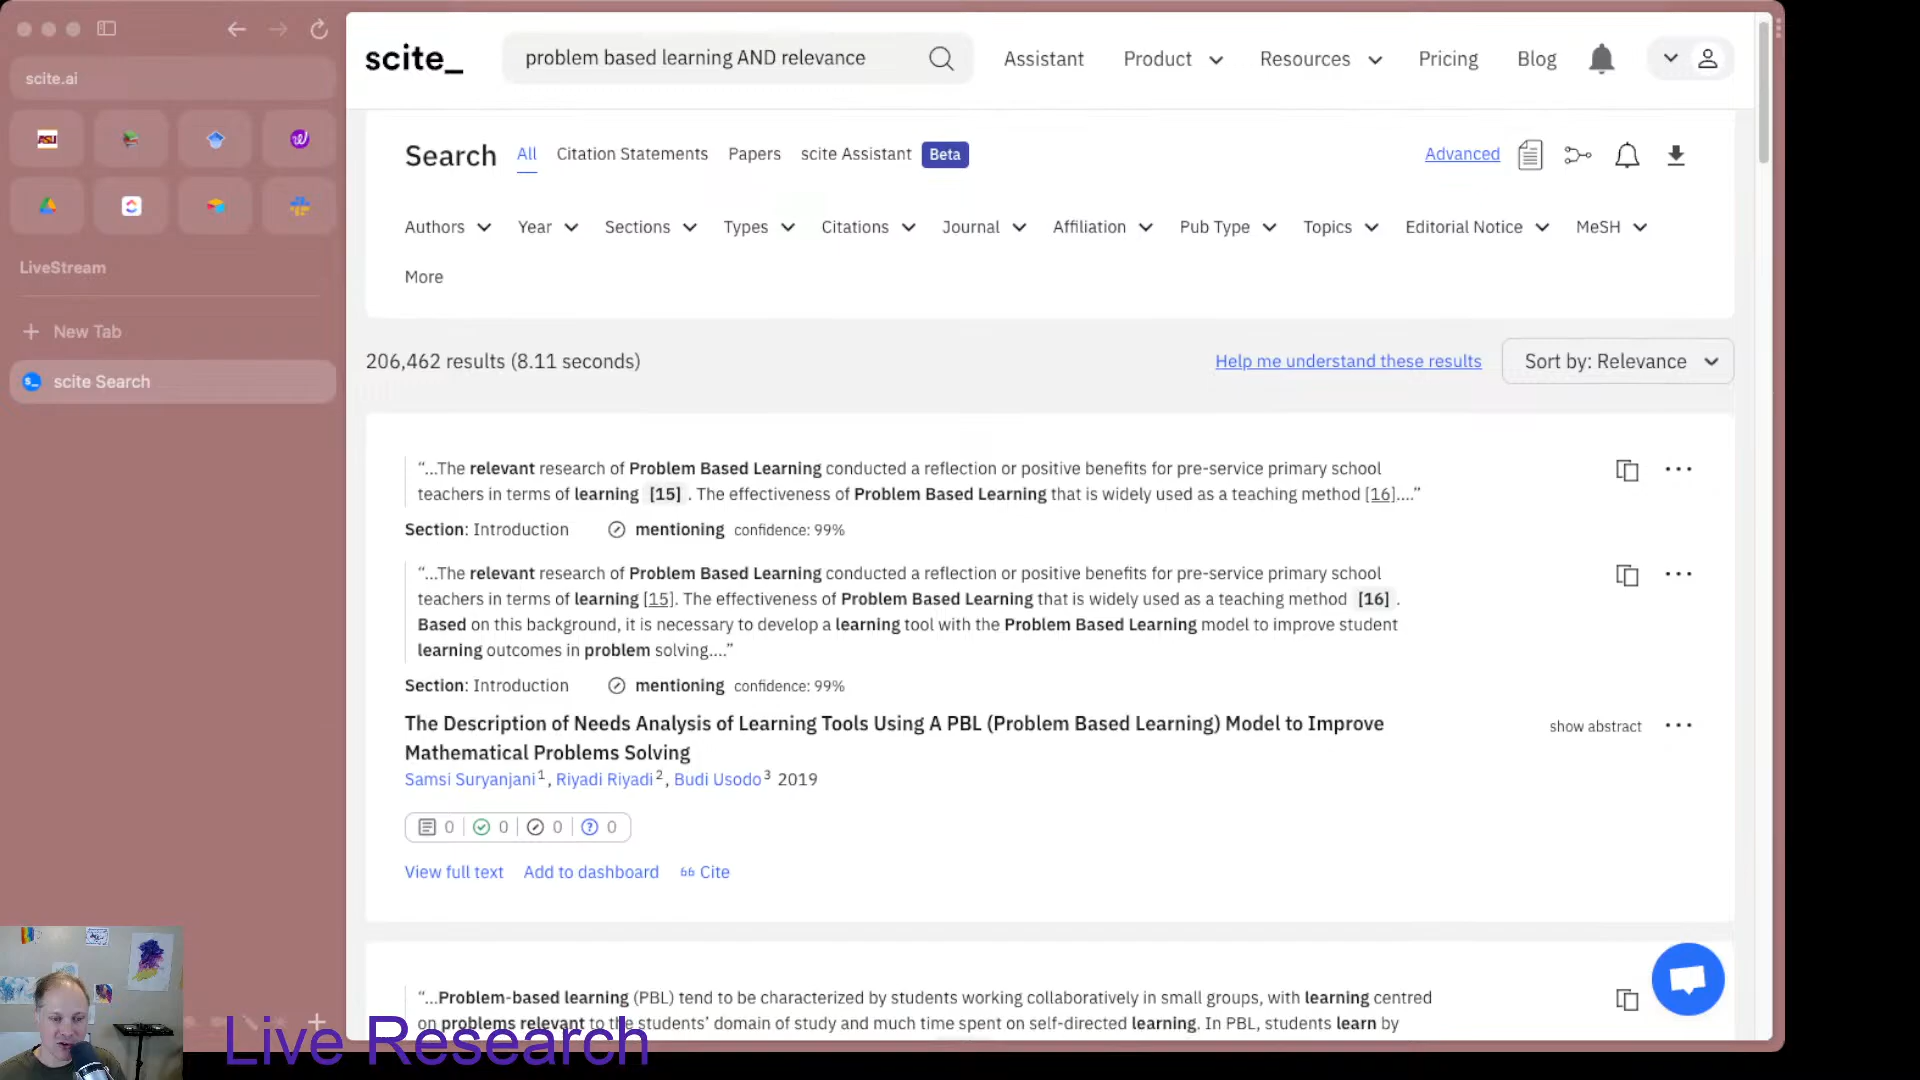 scite.ai
LiveStream
New Tab
scite Search
scite_
problem based learning AND relevance
Assistant
Product
Resources
Pricing
Blog
Search
All
Citation Statements
Papers
scite Assistant
Beta
Advanced
Authors
Year
Sections
Types
Citations
Journal
Affiliation
Pub Type
Topics
Editorial Notice
MeSH
More
206,462 results (8.11 seconds)
Help me understand these results
Sort by: Relevance
“...The relevant research of Problem Based Learning conducted a reflection or positive benefits for pre-service primary school
teachers in terms of learning [15] . The effectiveness of Problem Based Learning that is widely used as a teaching method [16]....”
Section: Introduction
mentioning confidence: 99%
“...The relevant research of Problem Based Learning conducted a reflection or positive benefits for pre-service primary school
teachers in terms of learning [15]. The effectiveness of Problem Based Learning that is widely used as a teaching method [16] .
Based on this background, it is necessary to develop a learning tool with the Problem Based Learning model to improve student
learning outcomes in problem solving....”
Section: Introduction
mentioning confidence: 99%
The Description of Needs Analysis of Learning Tools Using A PBL (Problem Based Learning) Model to Improve
Mathematical Problems Solving
show abstract
Samsi Suryanjani1, Riyadi Riyadi2, Budi Usodo3 2019
0 0 0 0
View full text
Add to dashboard
Cite
“...Problem-based learning (PBL) tend to be characterized by students working collaboratively in small groups, with learning centred
on problems relevant to the students’ domain of study and much time spent on self-directed learning. In PBL, students learn by
Live Research